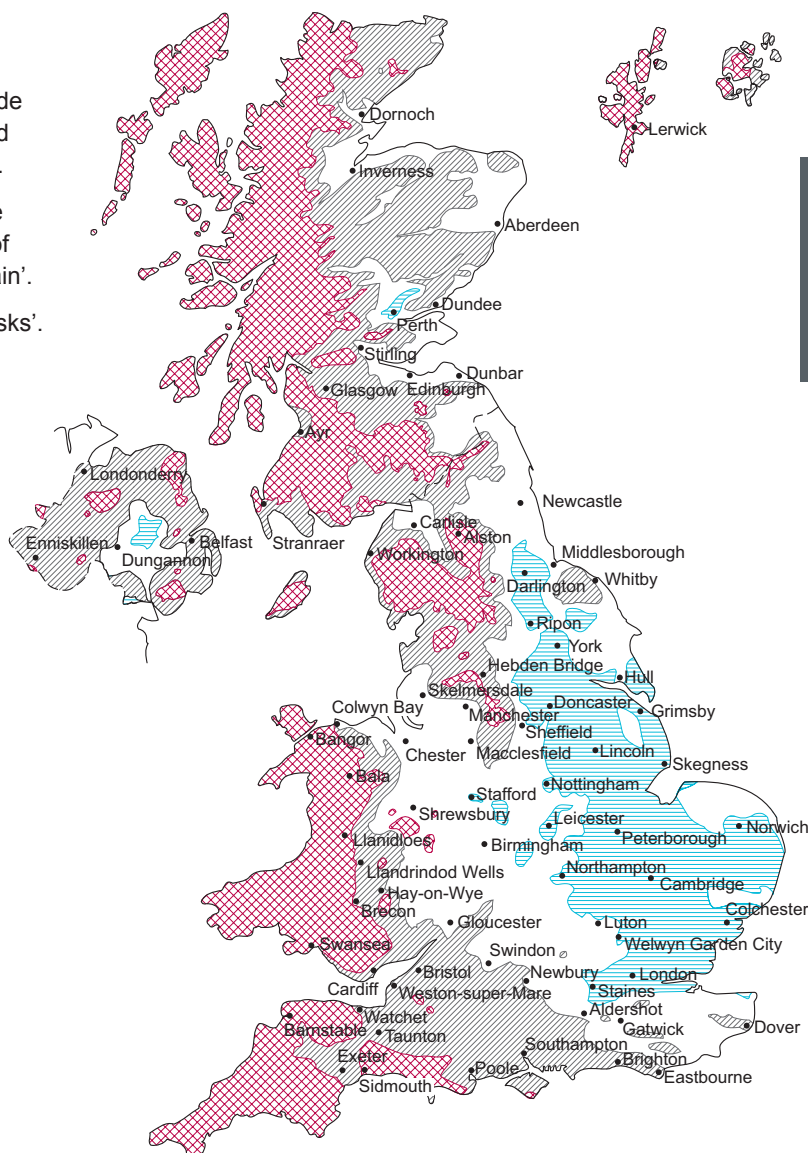 de
d
.
e
of
ain’.
sks’.
Dornoch
Lerwick
Inverness
Aberdeen
Dundee
Perth
Stirling
Dunbar
Edinburgh
Glasgow
Ayr
Londonderry
Newcastle
Carlisle
Alston
Belfast
Stranraer
Enniskillen
Dungannon
Workington
Middlesborough
Whitby
Darlington
Ripon
York
Hebden Bridge
Hull
Skelmersdale
Colwyn Bay
Manchester
Doncaster
Grimsby
Sheffield
Bangor
Chester
Macclesfield
Lincoln
Skegness
Bala
Nottingham
Stafford
Shrewsbury
Leicester
Norwich
Peterborough
Llanidloes
Birmingham
Llandrindod Wells
Northampton
Cambridge
Hay-on-Wye
Brecon
Gloucester
Luton
Colchester
Welwyn Garden City
Swansea
Swindon
Cardiff
Bristol
Newbury
London
Weston-super-Mare
Staines
Watchet
Aldershot
Barnstable
Taunton
Gatwick
Dover
Southampton
Exeter
Poole
Brighton
Sidmouth
Eastbourne